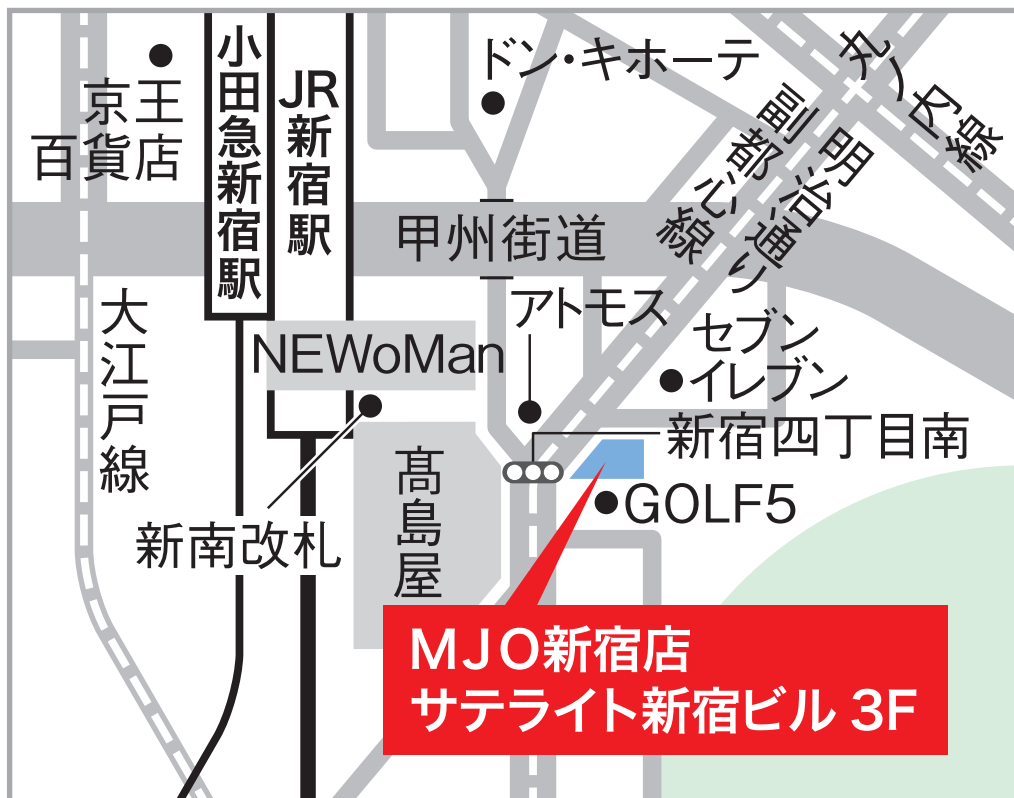 京王
百貨店
小田急新宿駅
JR新宿駅
ドン・キホーテ
丸ノ内線
副都心線
明治通り
甲州街道
大江戸線
アトモス
セブン
イレブン
NEWoMan
新宿四丁目南
髙島屋
GOLF5
新南改札
MJO新宿店
サテライト新宿ビル 3F